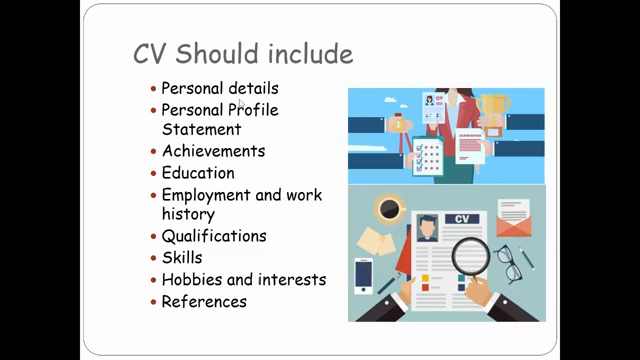 CV Should include
• Personal details
• Personal Profile
Statement
• Achievements
• Education
• Employment and work
history
• Qualifications
• Skills
• Hobbies and interests
• References
CV
CV